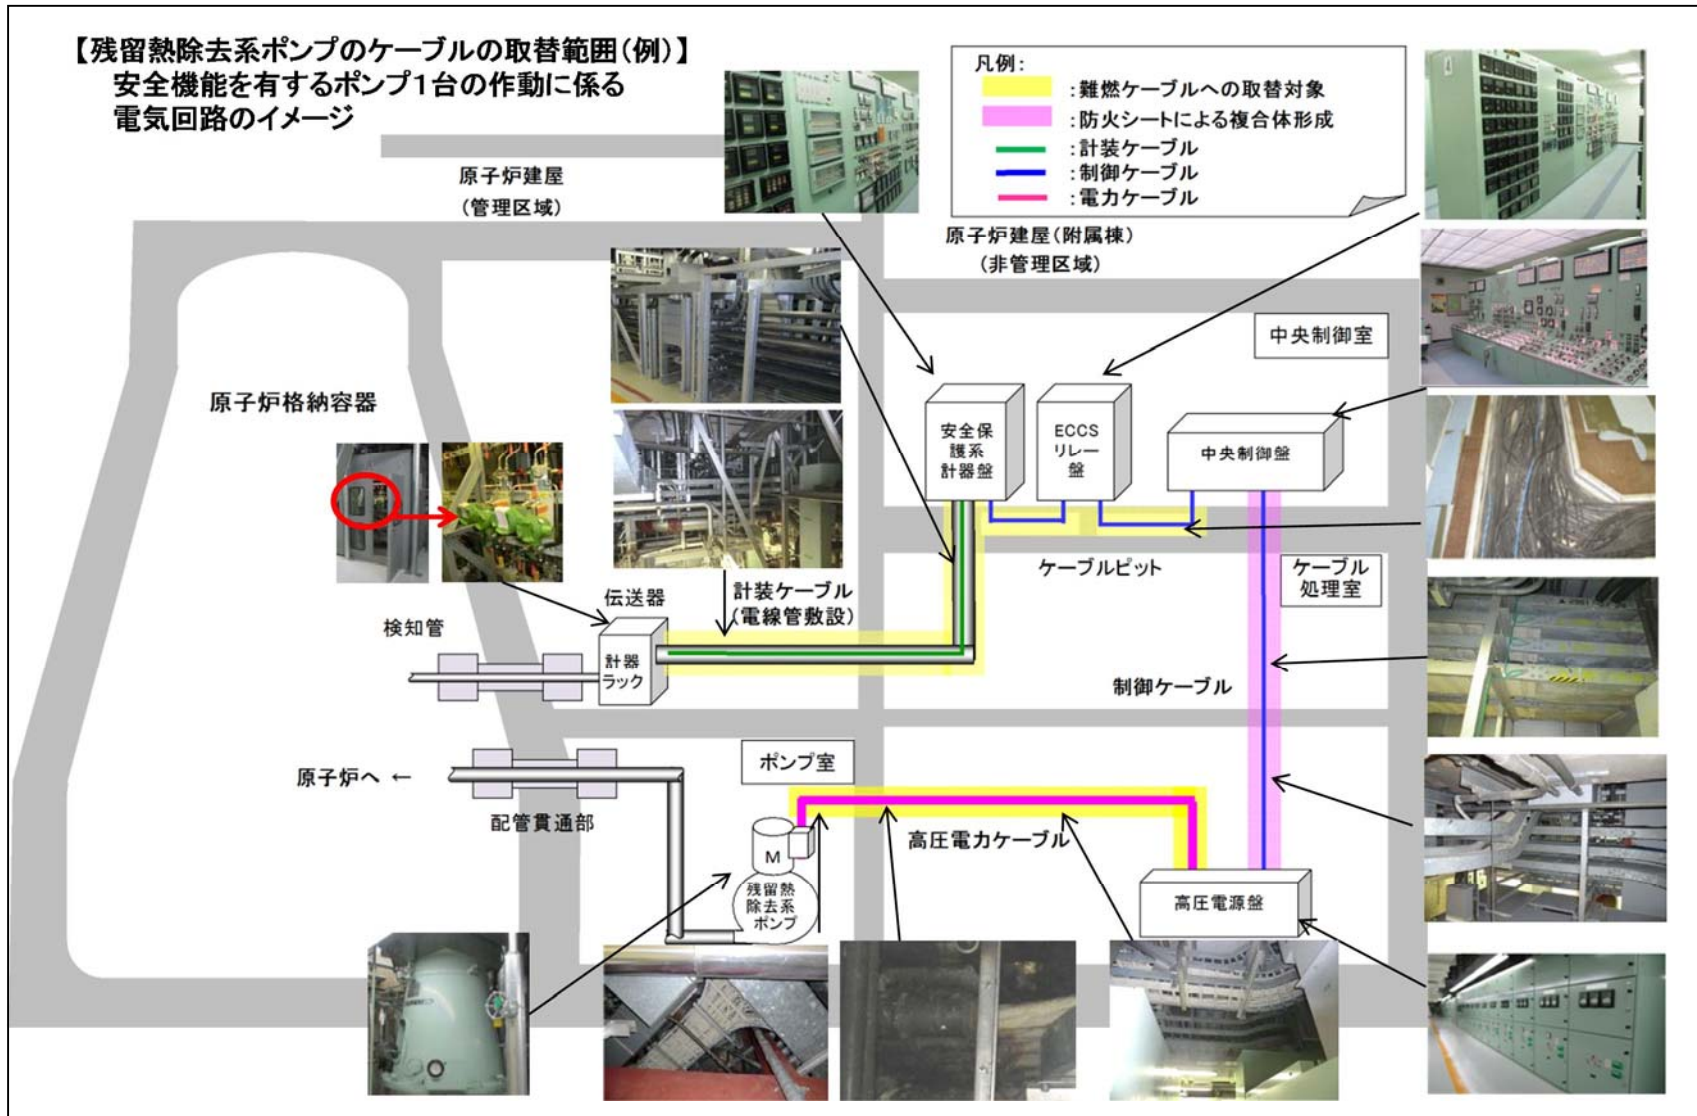 【残留熱除去系ポンプのケーブルの取替範囲(例)】
安全機能を有するポンプ1台の作動に係る
電気回路のイメージ
凡例:
:難燃ケーブルへの取替対象
:防火シートによる複合体形成
:計装ケーブル
:制御ケーブル
:電力ケーブル
原子炉建屋
(管理区域)
原子炉建屋(附属棟)
(非管理区域)
中央制御室
原子炉格納容器
安全保
護系
計器盤
ECCS
リレー
盤
中央制御盤
ケーブルピット
ケーブル
処理室
伝送器
計装ケーブル
(電線管敷設)
検知管
計器
ラック
制御ケーブル
ポンプ室
原子炉へ ←
配管貫通部
高圧電力ケーブル
M
残留熱
除去系
ポンプ
高圧電源盤